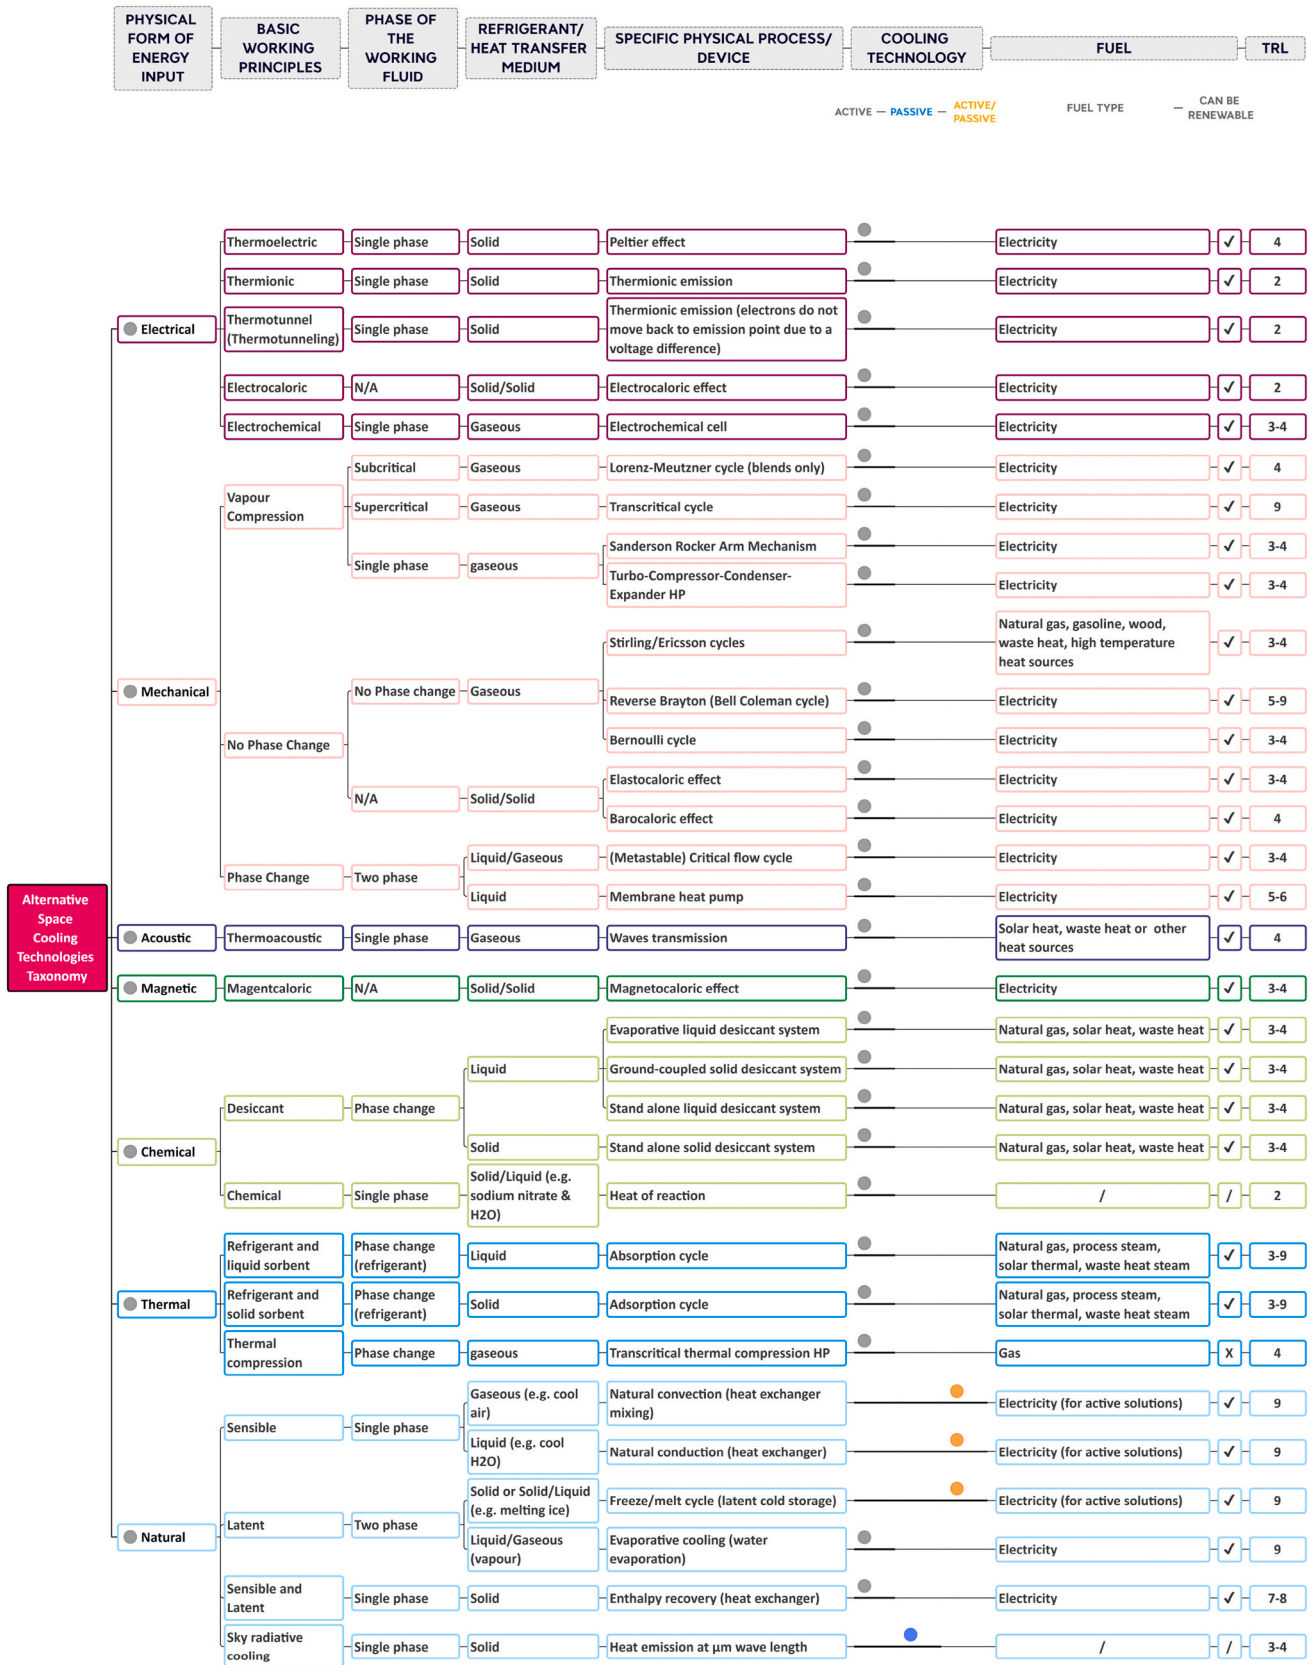 PHYSICAL
FORM OF
ENERGY
INPUT
BASIC
WORKING
PRINCIPLES
PHASE OF
THE
WORKING
FLUID
REFRIGERANT/
HEAT TRANSFER
MEDIUM
SPECIFIC PHYSICAL PROCESS/
DEVICE
COOLING
TECHNOLOGY
FUEL
TRL
ACTIVE — PASSIVE — ACTIVE/
PASSIVE
FUEL TYPE
— CAN BE
RENEWABLE
Alternative
Space
Cooling
Technologies
Taxonomy
Electrical
Thermoelectric
Single phase
Solid
Peltier effect
Electricity
✓
4
Thermionic
Single phase
Solid
Thermionic emission
Electricity
✓
2
Thermotunnel
(Thermotunneling)
Single phase
Solid
Thermionic emission (electrons do not
move back to emission point due to a
voltage difference)
Electricity
✓
2
Electrocaloric
N/A
Solid/Solid
Electrocaloric effect
Electricity
✓
2
Electrochemical
Single phase
Gaseous
Electrochemical cell
Electricity
✓
3-4
Mechanical
Vapour
Compression
Subcritical
Gaseous
Lorenz-Meutzner cycle (blends only)
Electricity
✓
4
Supercritical
Gaseous
Transcritical cycle
Electricity
✓
9
Single phase
gaseous
Sanderson Rocker Arm Mechanism
Electricity
✓
3-4
Turbo-Compressor-Condenser-
Expander HP
Electricity
✓
3-4
No Phase Change
No Phase change
Gaseous
Stirling/Ericsson cycles
Natural gas, gasoline, wood,
waste heat, high temperature
heat sources
✓
3-4
Reverse Brayton (Bell Coleman cycle)
Electricity
✓
5-9
Bernoulli cycle
Electricity
✓
3-4
N/A
Solid/Solid
Elastocaloric effect
Electricity
✓
3-4
Barocaloric effect
Electricity
✓
4
Phase Change
Two phase
Liquid/Gaseous
(Metastable) Critical flow cycle
Electricity
✓
3-4
Liquid
Membrane heat pump
Electricity
✓
5-6
Acoustic
Thermoacoustic
Single phase
Gaseous
Waves transmission
Solar heat, waste heat or other
heat sources
✓
4
Magnetic
Magentcaloric
N/A
Solid/Solid
Magnetocaloric effect
Electricity
✓
3-4
Chemical
Desiccant
Phase change
Liquid
Evaporative liquid desiccant system
Natural gas, solar heat, waste heat
✓
3-4
Ground-coupled solid desiccant system
Natural gas, solar heat, waste heat
✓
3-4
Stand alone liquid desiccant system
Natural gas, solar heat, waste heat
✓
3-4
Solid
Stand alone solid desiccant system
Natural gas, solar heat, waste heat
✓
3-4
Chemical
Single phase
Solid/Liquid (e.g.
sodium nitrate &
H2O)
Heat of reaction
/
/
2
Thermal
Refrigerant and
liquid sorbent
Phase change
(refrigerant)
Liquid
Absorption cycle
Natural gas, process steam,
solar thermal, waste heat steam
✓
3-9
Refrigerant and
solid sorbent
Phase change
(refrigerant)
Solid
Adsorption cycle
Natural gas, process steam,
solar thermal, waste heat steam
✓
3-9
Thermal
compression
Phase change
gaseous
Transcritical thermal compression HP
Gas
X
4
Natural
Sensible
Single phase
Gaseous (e.g. cool
air)
Natural convection (heat exchanger
mixing)
Electricity (for active solutions)
✓
9
Liquid (e.g. cool
H2O)
Natural conduction (heat exchanger)
Electricity (for active solutions)
✓
9
Latent
Two phase
Solid or Solid/Liquid
(e.g. melting ice)
Freeze/melt cycle (latent cold storage)
Electricity (for active solutions)
✓
9
Liquid/Gaseous
(vapour)
Evaporative cooling (water
evaporation)
Electricity
✓
9
Sensible and
Latent
Single phase
Solid
Enthalpy recovery (heat exchanger)
Electricity
✓
7-8
Sky radiative
cooling
Single phase
Solid
Heat emission at µm wave length
/
/
3-4